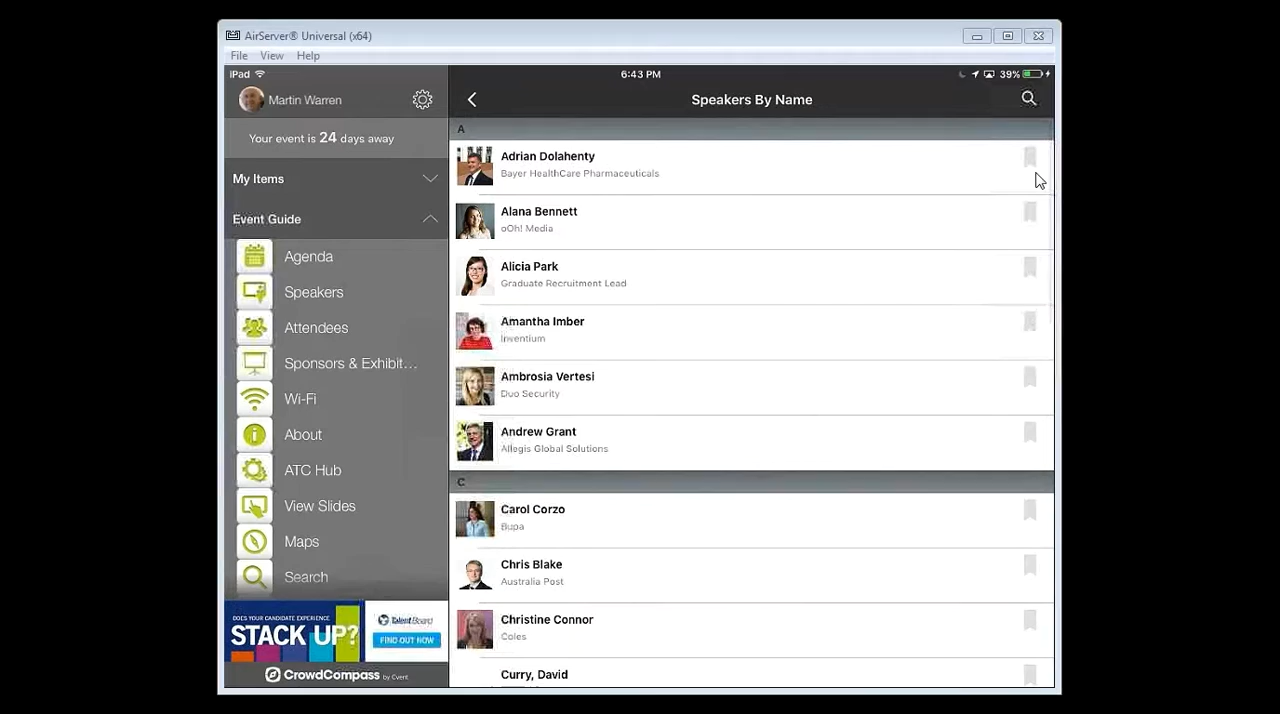 AirServer® Universal (x64)
File View Help
iPad 6:43 PM 39%
Martin Warren
Your event is 24 days away
My Items
Event Guide
Agenda
Speakers
Attendees
Sponsors & Exhibit...
Wi-Fi
About
ATC Hub
View Slides
Maps
Search
DOES YOUR CANDIDATE EXPERIENCE
STACK UP?
TalentBoard
FIND OUT NOW
CrowdCompass by Cvent
Speakers By Name
A
Adrian Dolahenty
Bayer HealthCare Pharmaceuticals
Alana Bennett
oOh! Media
Alicia Park
Graduate Recruitment Lead
Amantha Imber
Inventium
Ambrosia Vertesi
Duo Security
Andrew Grant
Allegis Global Solutions
C
Carol Corzo
Bupa
Chris Blake
Australia Post
Christine Connor
Coles
Curry, David